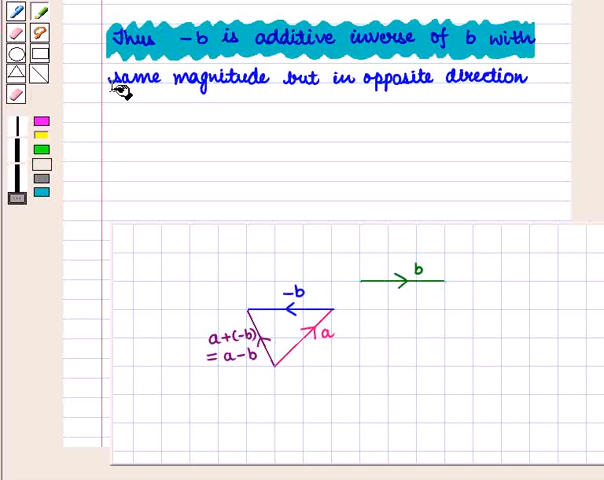 Thus -b is additive inverse of b with
same magnitude but in opposite direction
b
-b
a
a+(-b)
= a-b